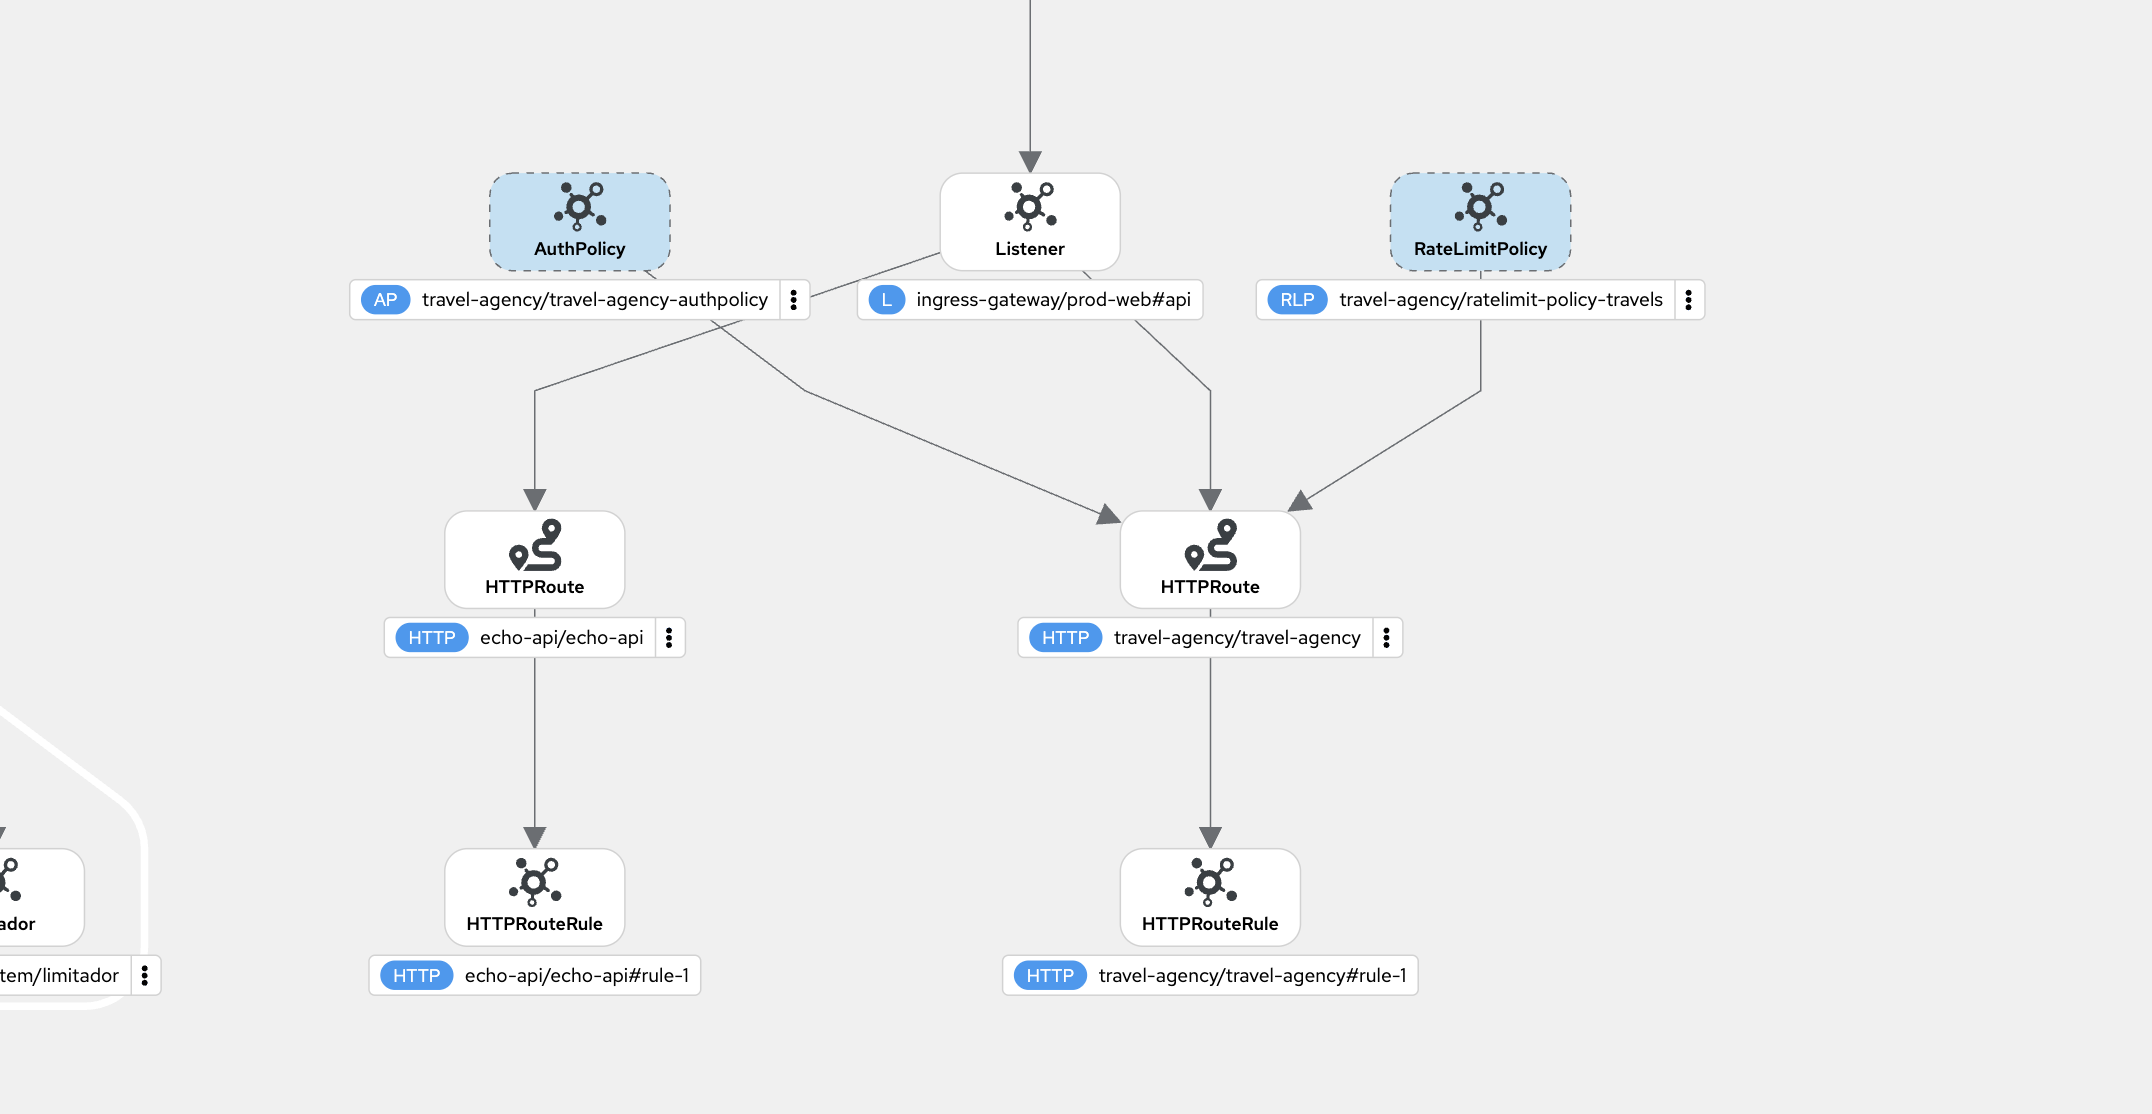 AuthPolicy
AP travel-agency/travel-agency-authpolicy
Listener
L ingress-gateway/prod-web#api
RateLimitPolicy
RLP travel-agency/ratelimit-policy-travels
HTTPRoute
HTTP echo-api/echo-api
HTTPRoute
HTTP travel-agency/travel-agency
ador
tem/limitador
HTTPRouteRule
HTTP echo-api/echo-api#rule-1
HTTPRouteRule
HTTP travel-agency/travel-agency#rule-1